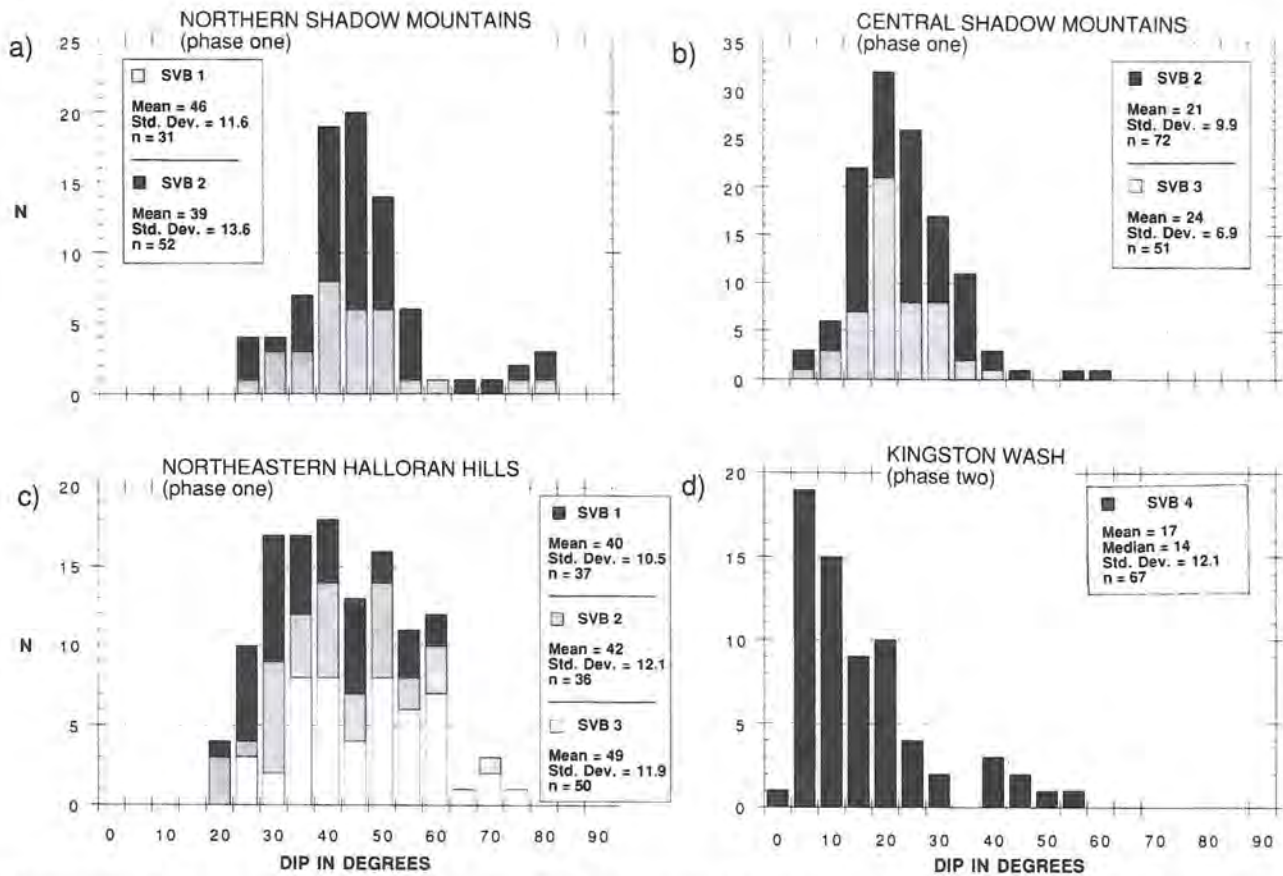 a)
NORTHERN SHADOW MOUNTAINS
(phase one)
25
20
15
10
5
0
N
SVB 1
Mean = 46
Std. Dev. = 11.6
n = 31
SVB 2
Mean = 39
Std. Dev. = 13.6
n = 52
b)
CENTRAL SHADOW MOUNTAINS
(phase one)
35
30
25
20
15
10
5
0
SVB 2
Mean = 21
Std. Dev. = 9.9
n = 72
SVB 3
Mean = 24
Std. Dev. = 6.9
n = 51
c)
NORTHEASTERN HALLORAN HILLS
(phase one)
20
15
10
5
0
N
SVB 1
Mean = 40
Std. Dev. = 10.5
n = 37
SVB 2
Mean = 42
Std. Dev. = 12.1
n = 36
SVB 3
Mean = 49
Std. Dev. = 11.9
n = 50
0 10 20 30 40 50 60 70 80 90
DIP IN DEGREES
d)
KINGSTON WASH
(phase two)
20
15
10
5
0
SVB 4
Mean = 17
Median = 14
Std. Dev. = 12.1
n = 67
0 10 20 30 40 50 60 70 80 90
DIP IN DEGREES